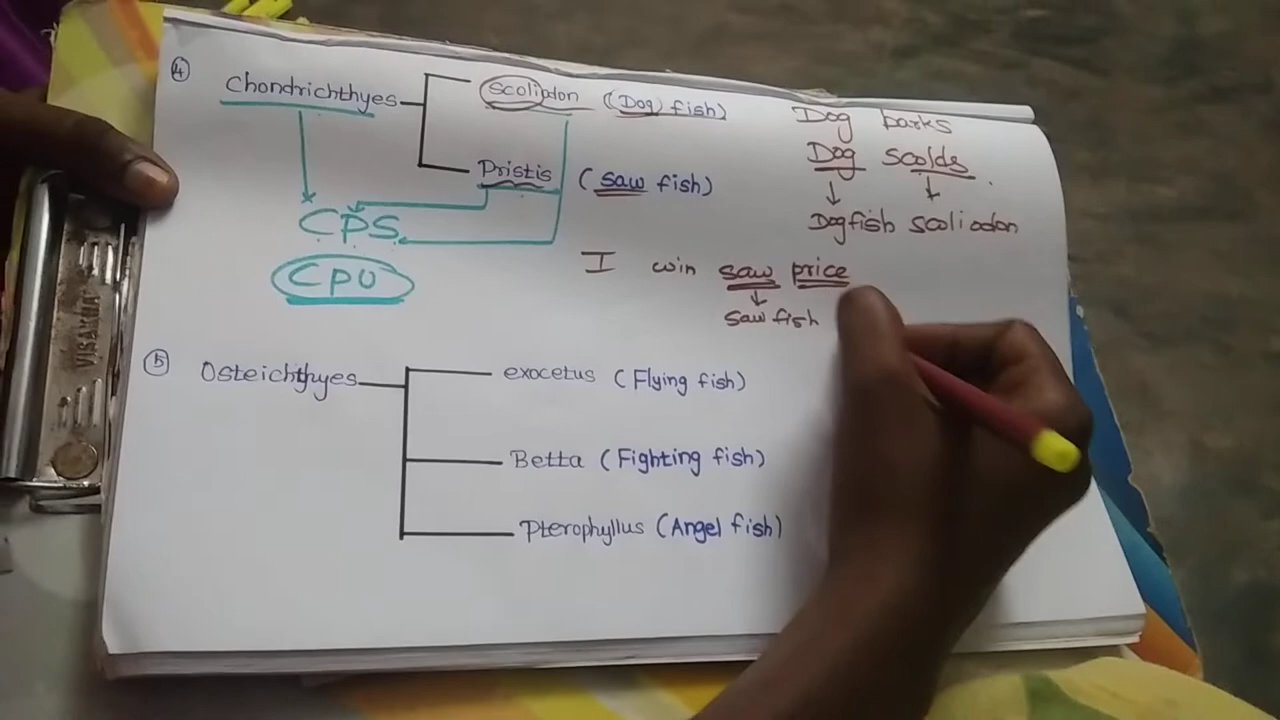 4
Chondrichthyes
Scoliodon (Dog fish)
Pristis (saw fish)
CPS
CPU
Dog barks
Dog scolds.
Dogfish scoliodon
I win saw price
Saw fish
5
Osteichthyes
exocetus (Flying fish)
Betta (Fighting fish)
Pterophyllus (Angel fish)
VISAKHA